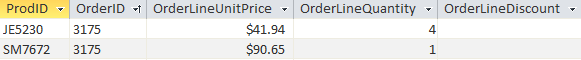 ProdID OrderID OrderLineUnitPrice OrderLineQuantity OrderLineDiscount
JE5230 3175 $41.94 4
SM7672 3175 $90.65 1